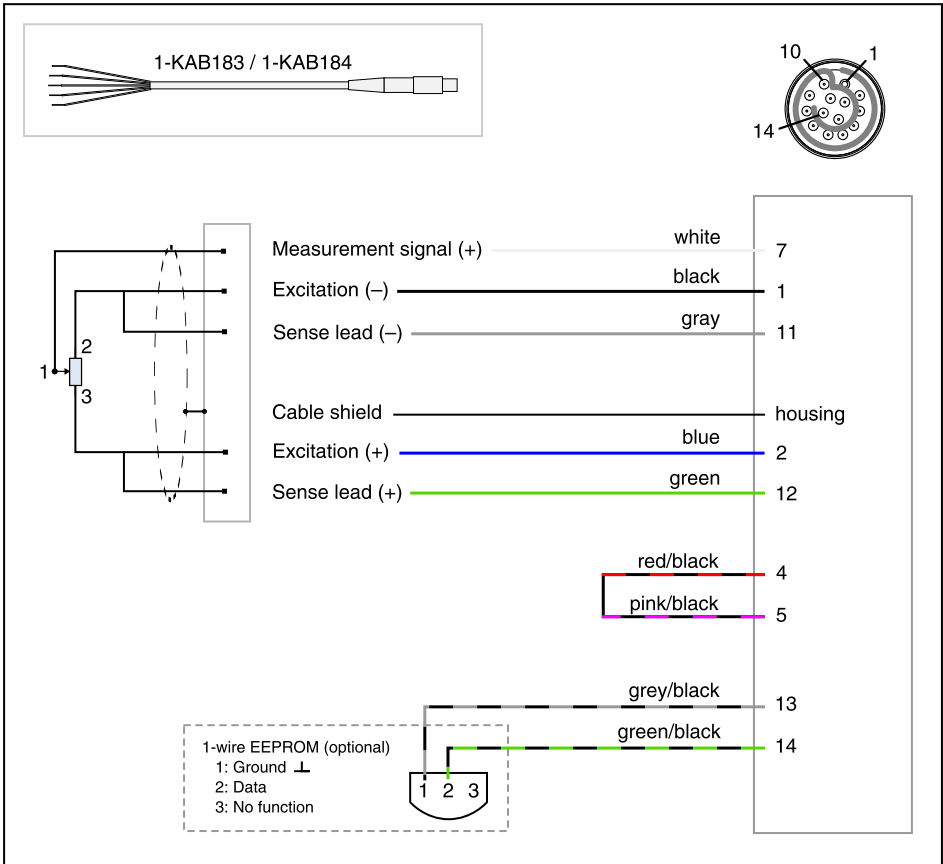 1-KAB183 / 1-KAB184
10 1
14
Measurement signal (+) white 7
Excitation (–) black 1
Sense lead (–) gray 11
2
1
3
Cable shield housing
Excitation (+) blue 2
Sense lead (+) green 12
red/black 4
pink/black 5
grey/black 13
green/black 14
1-wire EEPROM (optional)
1: Ground
2: Data
3: No function
1 2 3